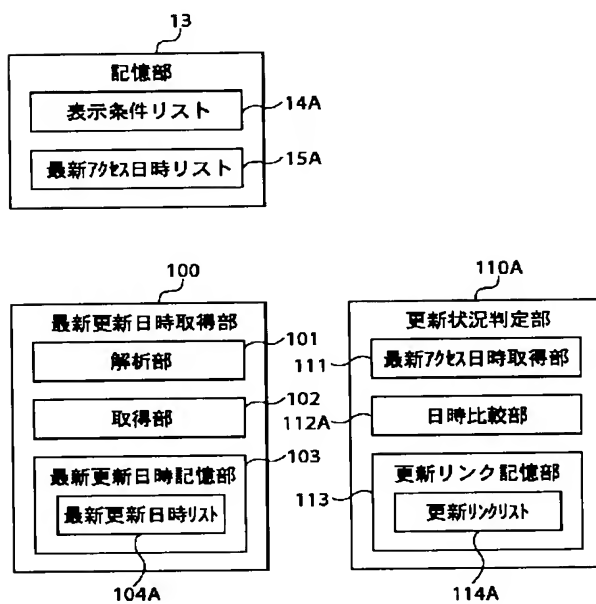 13
記憶部
表示条件リスト
14A
最新アクセス日時リスト
15A
100
最新更新日時取得部
解析部
101
取得部
102
最新更新日時記憶部
103
最新更新日時リスト
104A
110A
更新状況判定部
最新アクセス日時取得部
111
日時比較部
112A
更新リンク記憶部
113
更新リンクリスト
114A